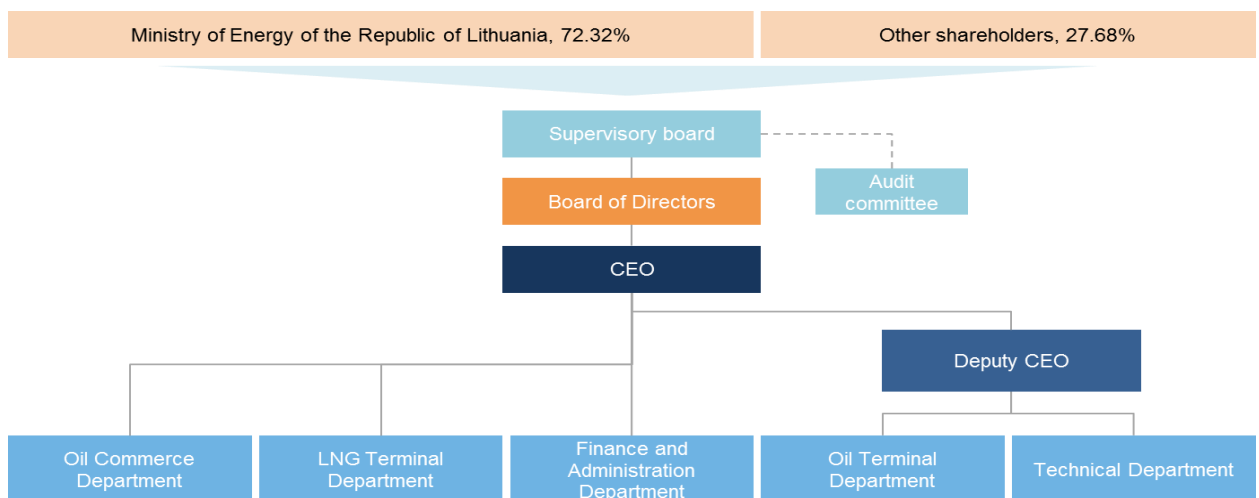 Ministry of Energy of the Republic of Lithuania, 72.32%
Other shareholders, 27.68%
Supervisory board
Audit
committee
Board of Directors
CEO
Deputy CEO
Oil Commerce
Department
LNG Terminal
Department
Finance and
Administration
Department
Oil Terminal
Department
Technical Department